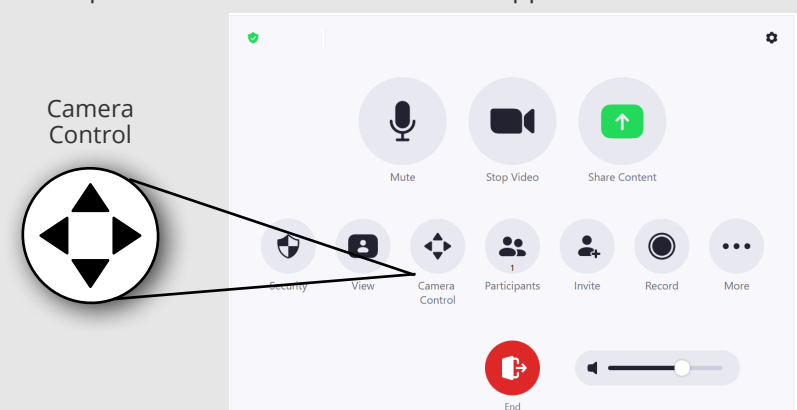 Camera
Control
Mute
Stop Video
Share Content
1
Security
View
Camera
Control
Participants
Invite
Record
More
End